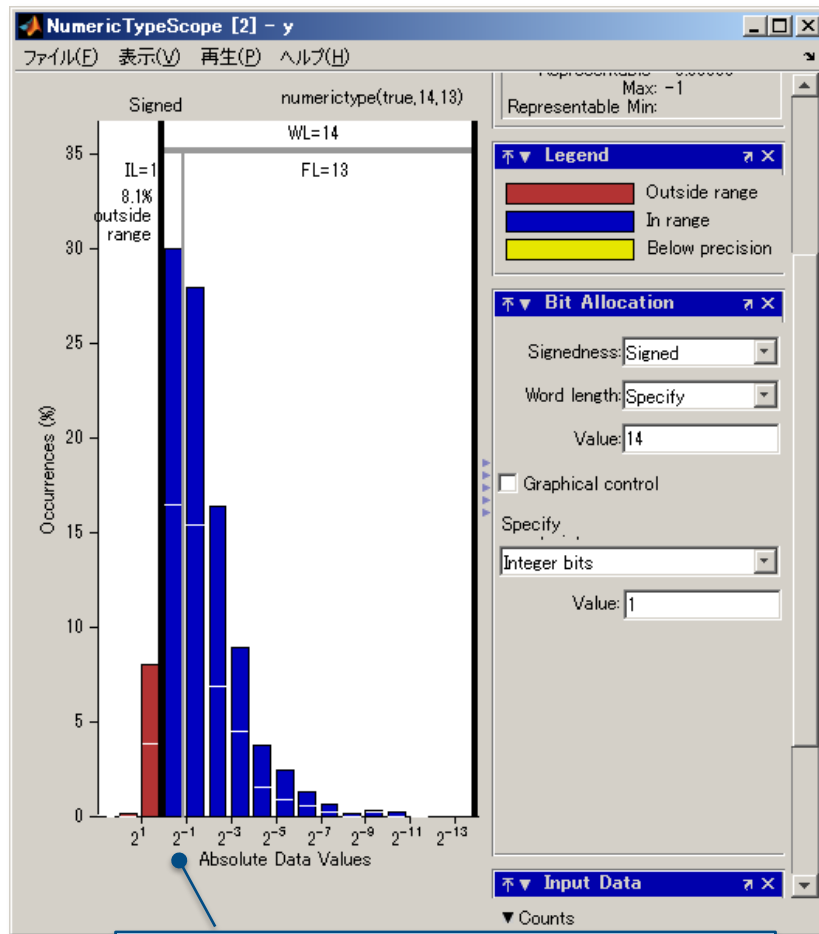 NumericTypeScope [2] - y
ファイル(F) 表示(V) 再生(P) ヘルプ(H)
Signed
numerictype(true,14,13)
WL=14
IL=1
FL=13
8.1%
outside
range
35
30
25
20
15
10
5
0
Occurrences (%)
2^1 2^-1 2^-3 2^-5 2^-7 2^-9 2^-11 2^-13
Absolute Data Values
Max: -1
Representable Min:
Legend
Outside range
In range
Below precision
Bit Allocation
Signedness: Signed
Word length: Specify
Value: 14
Graphical control
Specify
Integer bits
Value: 1
Input Data
▼ Counts